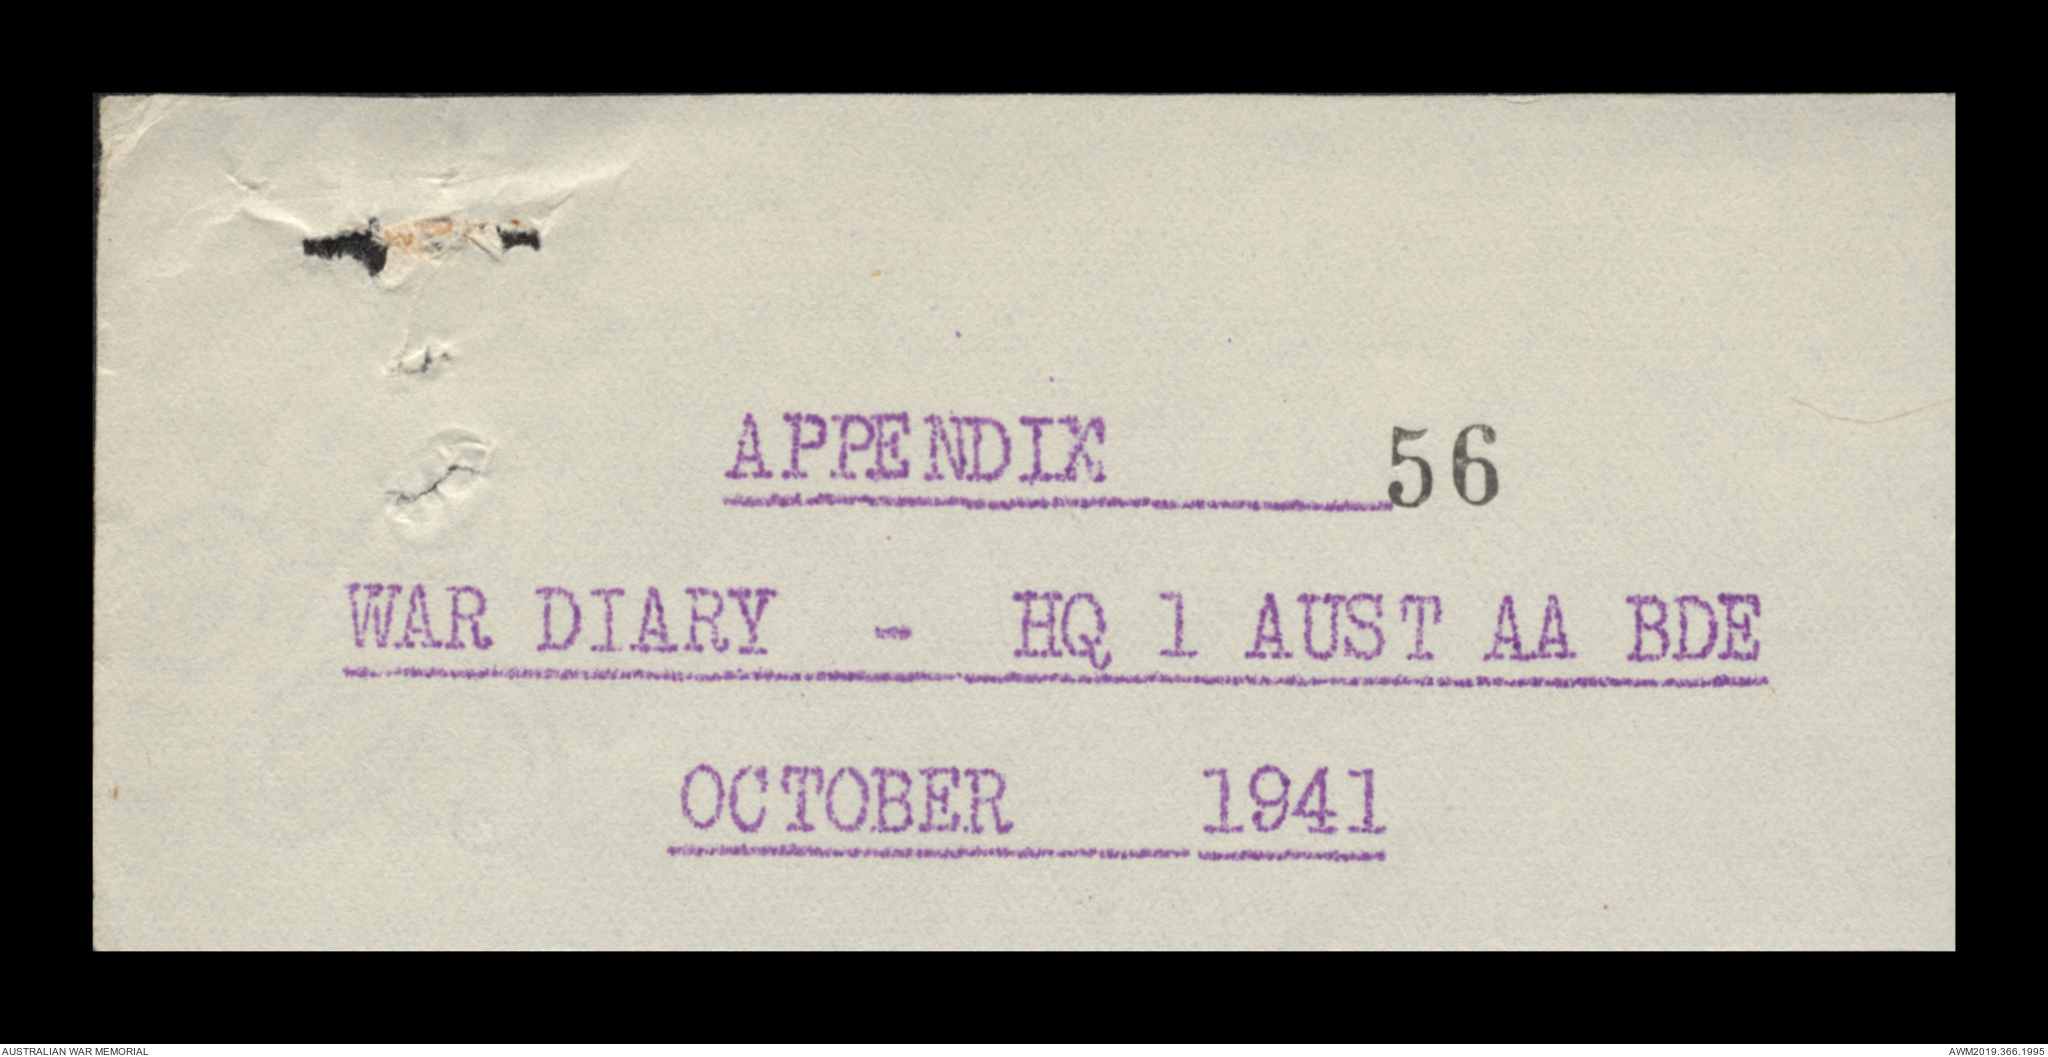 APPENDIX 56
WAR DIARY - HQ 1 AUST AA BDE
OCTOBER 1941
AUSTRALIAN WAR MEMORIAL AWM2019.366.1995